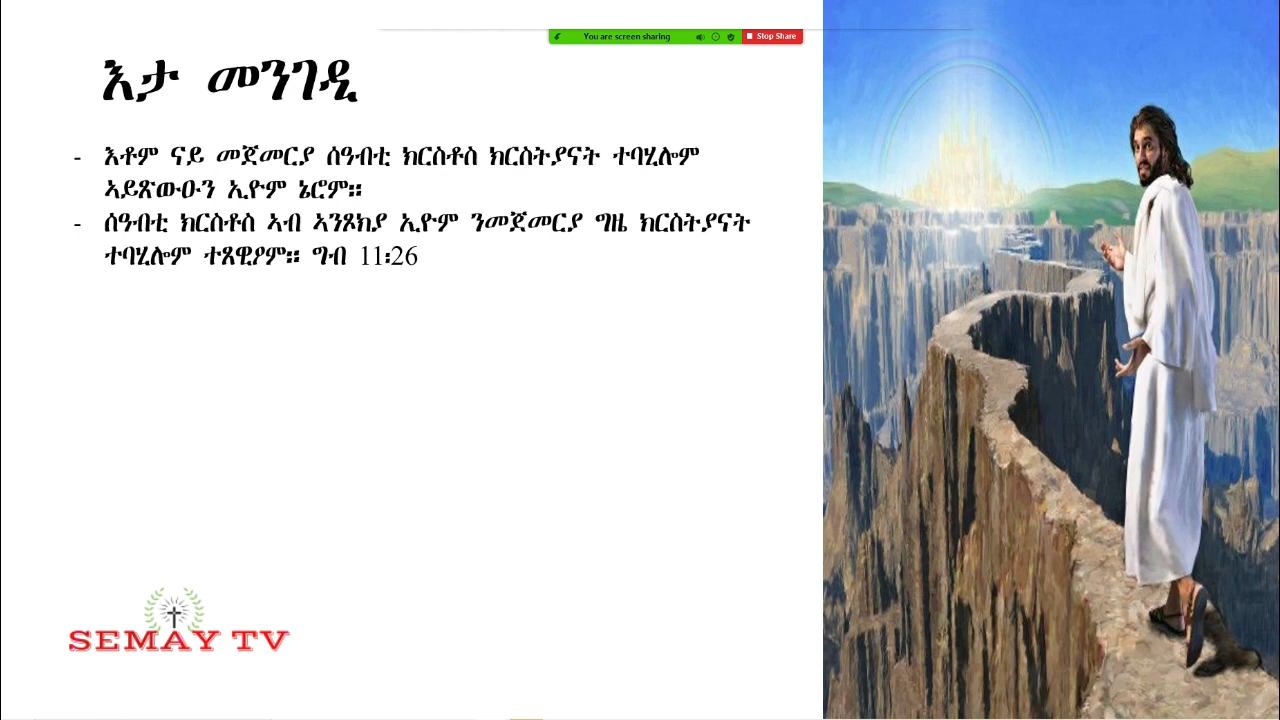 You are screen sharing
Stop Share
እታ መንገዲ
- እቶም ናይ መጀመርያ ሰዓብቲ ክርስቶስ ክርስትያናት ተባሂሎም
ኣይጽውዑን ኢዮም ኔሮም።
- ሰዓብቲ ክርስቶስ ኣብ ኣንጾክያ ኢዮም ንመጀመርያ ግዜ ክርስትያናት
ተባሂሎም ተጸዊዖም። ግብ 11፡26
SEMAY TV